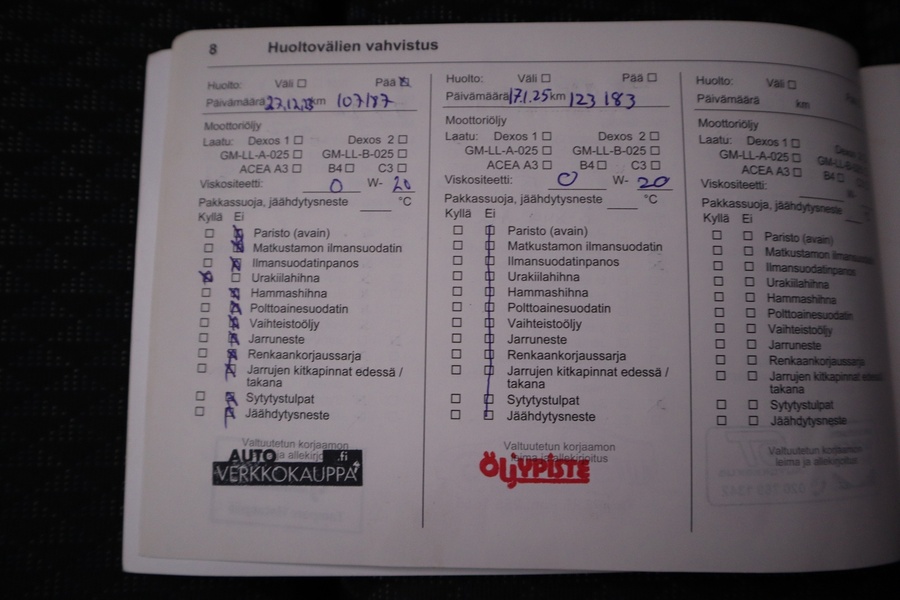 8 Huoltovälien vahvistus
Huolto: Väli ☐ Pää ☒
Päivämäärä 27.12.23 km 107187
Moottoriöljy
Laatu: Dexos 1 ☐ Dexos 2 ☐
GM-LL-A-025 ☐ GM-LL-B-025 ☐
ACEA A3 ☐ B4 ☐ C3 ☐
Viskositeetti: 0 W- 20
Pakkassuoja, jäähdytysneste °C
Kyllä Ei
☐ ☒ Paristo (avain)
☐ ☒ Matkustamon ilmansuodatin
☐ ☒ Ilmansuodatinpanos
☒ ☐ Urakiilahihna
☐ ☒ Hammashihna
☐ ☒ Polttoainesuodatin
☐ ☒ Vaihteistoöljy
☐ ☒ Jarruneste
☐ ☒ Renkaankorjaussarja
☐ ☒ Jarrujen kitkapinnat edessä /
takana
☐ ☒ Sytytystulpat
☐ ☒ Jäähdytysneste
Valtuutetun korjaamon
AUTO .fi
VERKKOKAUPPA
Huolto: Väli ☐ Pää ☐
Päivämäärä 17.1.25 km 123 183
Moottoriöljy
Laatu: Dexos 1 ☐ Dexos 2 ☐
GM-LL-A-025 ☐ GM-LL-B-025 ☐
ACEA A3 ☐ B4 ☐ C3 ☐
Viskositeetti: 0 W- 20
Pakkassuoja, jäähdytysneste °C
Kyllä Ei
☐ ☐ Paristo (avain)
☐ ☐ Matkustamon ilmansuodatin
☐ ☐ Ilmansuodatinpanos
☐ ☐ Urakiilahihna
☐ ☐ Hammashihna
☐ ☐ Polttoainesuodatin
☐ ☐ Vaihteistoöljy
☐ ☐ Jarruneste
☐ ☐ Renkaankorjaussarja
☐ ☐ Jarrujen kitkapinnat edessä /
takana
☐ ☐ Sytytystulpat
☐ ☐ Jäähdytysneste
Valtuutetun korjaamon
leima ja allekirjoitus
ÖLJYPISTE
Huolto: Väli ☐
Päivämäärä km
Moottoriöljy
Laatu: Dexos 1 ☐
GM-LL-A-025 ☐
ACEA A3 ☐ B4 ☐
Viskositeetti:
Pakkassuoja, jäähdytysneste
Kyllä Ei
☐ ☐ Paristo (avain)
☐ ☐ Matkustamon
☐ ☐ Ilmansuodatinpanos
☐ ☐ Urakiilahihna
☐ ☐ Hammashihna
☐ ☐ Polttoainesuodatin
☐ ☐ Vaihteistoöljy
☐ ☐ Jarruneste
☐ ☐ Renkaankorjaussarja
☐ ☐ Jarrujen kitkapinnat
takana
☐ ☐ Sytytystulpat
☐ ☐ Jäähdytysneste
Valtuutetun korjaamon
leima ja allekirjoitus